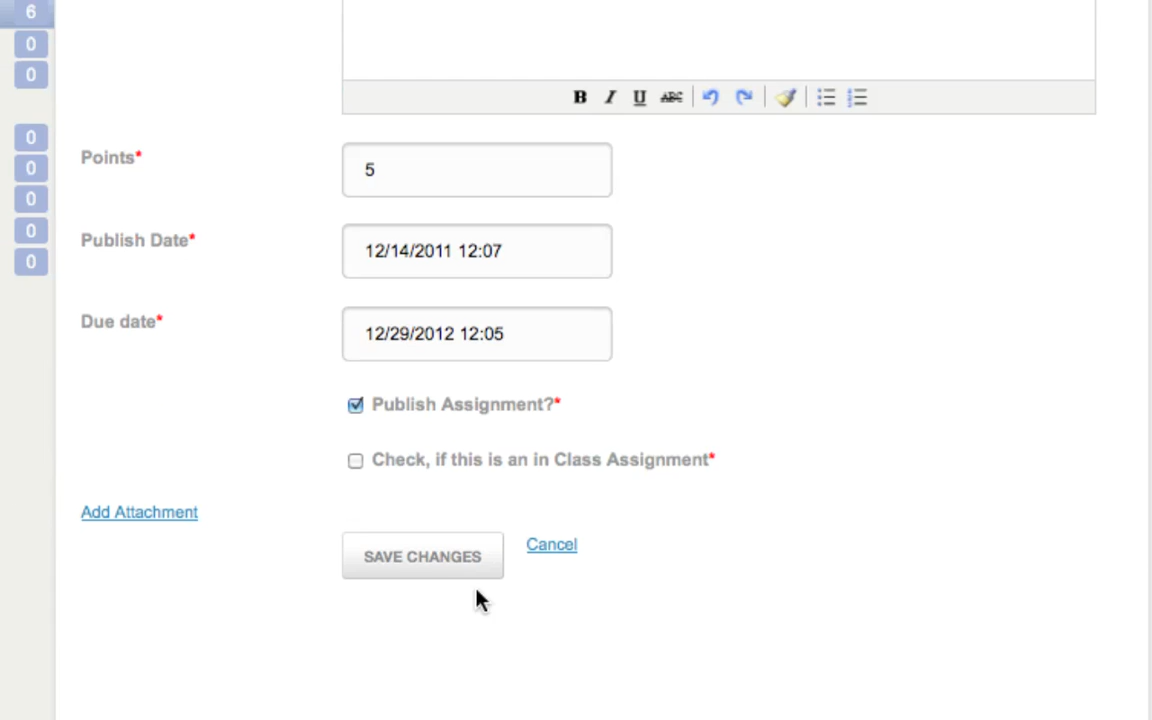 6
0
0
B I U ABC
0
Points*
5
0
0
Publish Date*
12/14/2011 12:07
0
0
Due date*
12/29/2012 12:05
Publish Assignment?*
Check, if this is an in Class Assignment*
Add Attachment
SAVE CHANGES
Cancel